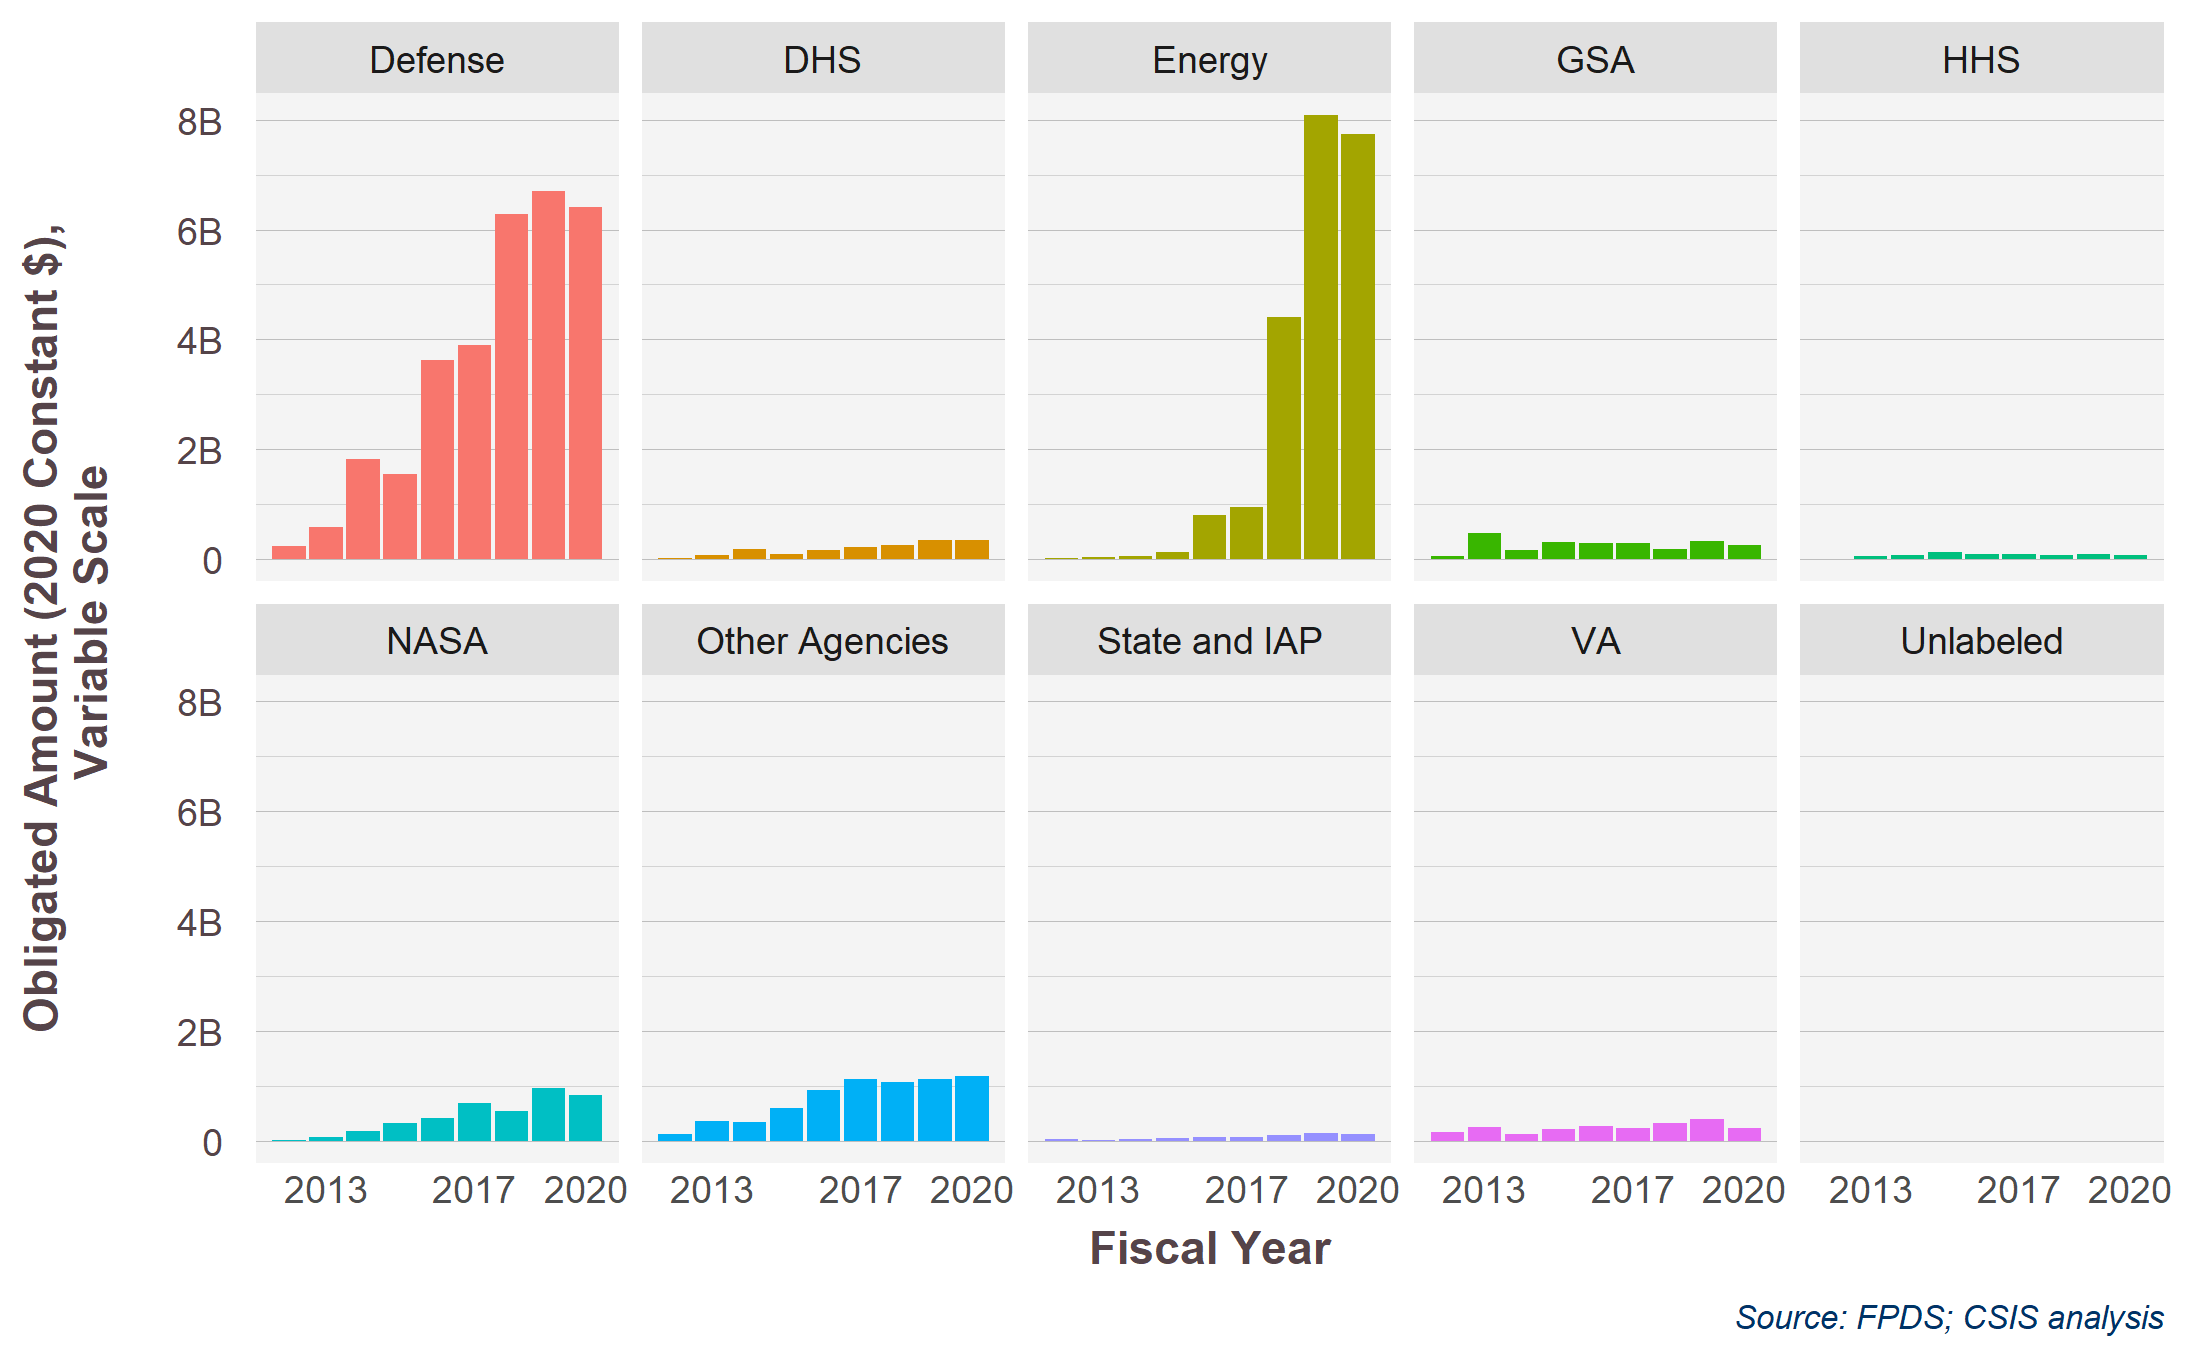 Defense
DHS
Energy
GSA
HHS
8B
6B
4B
2B
0
NASA
Other Agencies
State and IAP
VA
Unlabeled
8B
6B
4B
2B
0
2013 2017 2020
2013 2017 2020
2013 2017 2020
2013 2017 2020
2013 2017 2020
Obligated Amount (2020 Constant $),
Variable Scale
Fiscal Year
Source: FPDS; CSIS analysis